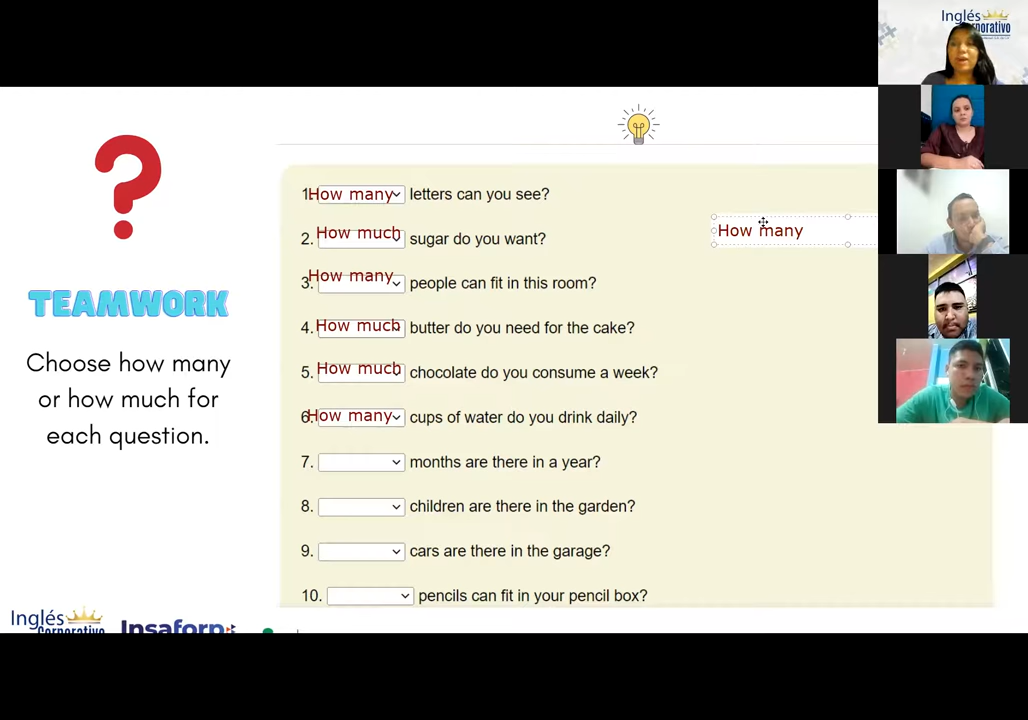 Inglés
Corporativo
1. How many letters can you see?
2. How much sugar do you want?
How many
3. How many people can fit in this room?
TEAMWORK
4. How much butter do you need for the cake?
Choose how many
or how much for
each question.
5. How much chocolate do you consume a week?
6. How many cups of water do you drink daily?
7. months are there in a year?
8. children are there in the garden?
9. cars are there in the garage?
10. pencils can fit in your pencil box?
Inglés
Corporativo
Insaforp